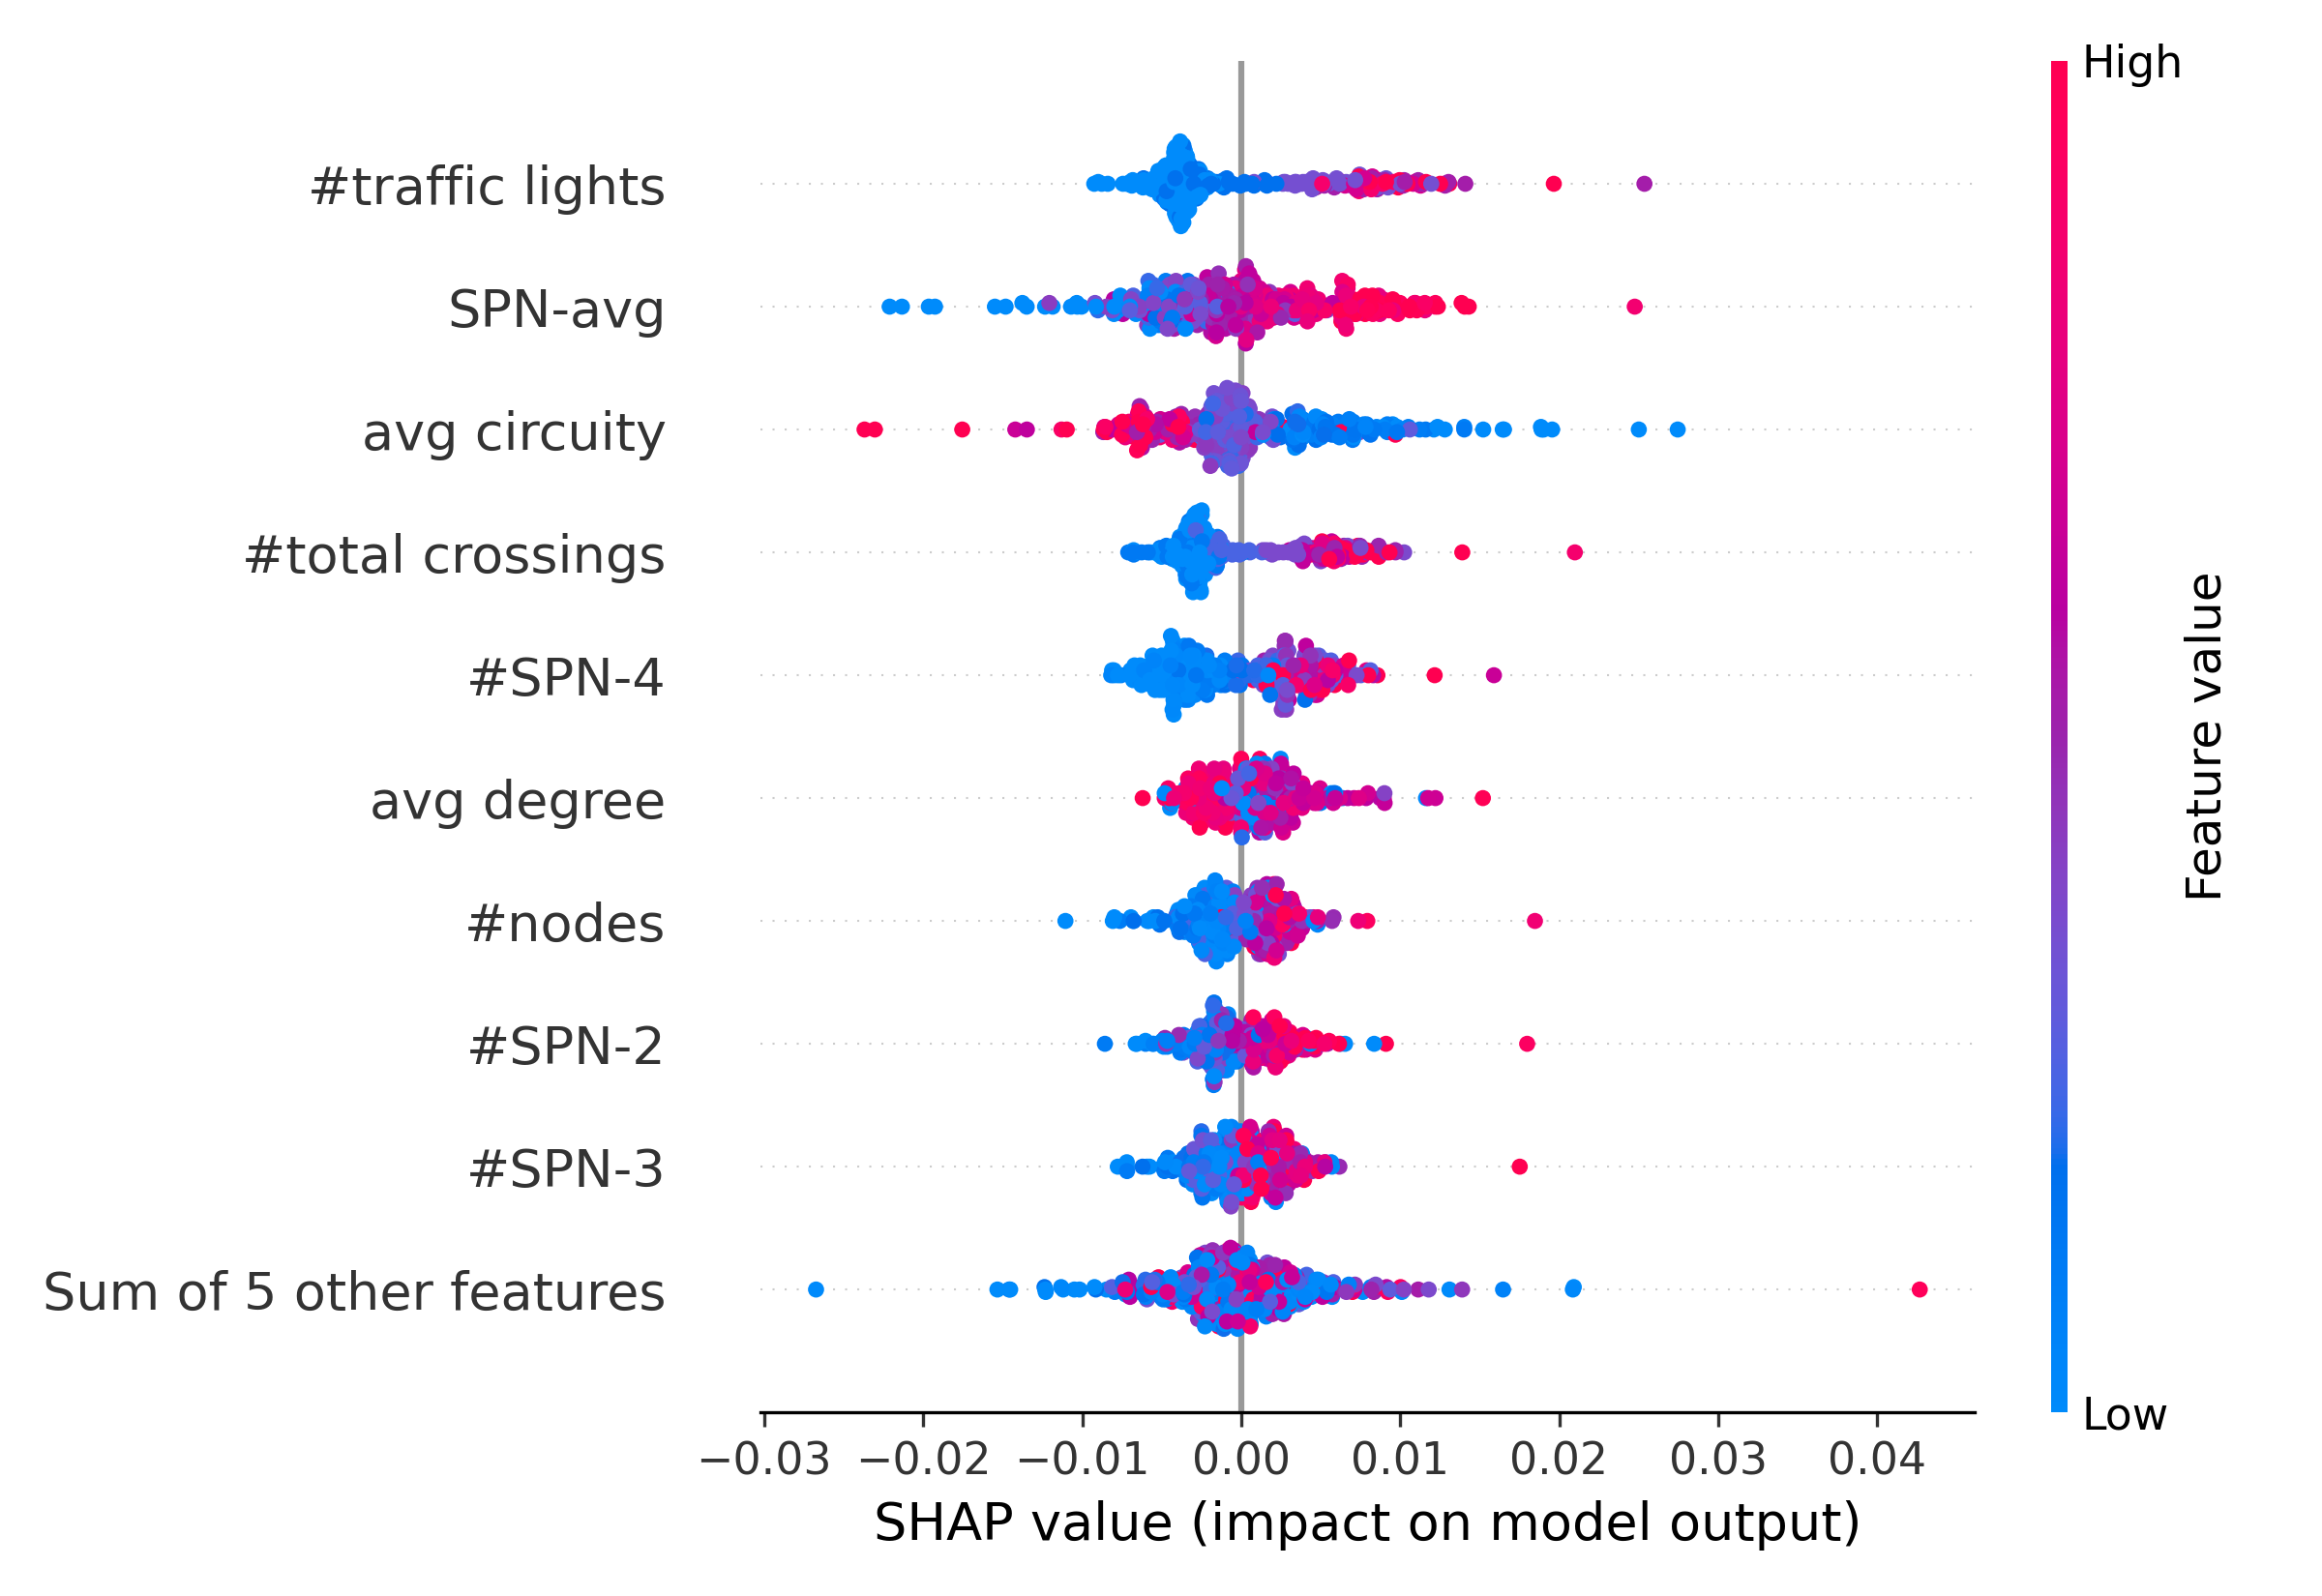 High
#traffic lights
SPN-avg
avg circuity
#total crossings
#SPN-4
avg degree
#nodes
#SPN-2
#SPN-3
Sum of 5 other features
Feature value
Low
−0.03 −0.02 −0.01 0.00 0.01 0.02 0.03 0.04
SHAP value (impact on model output)